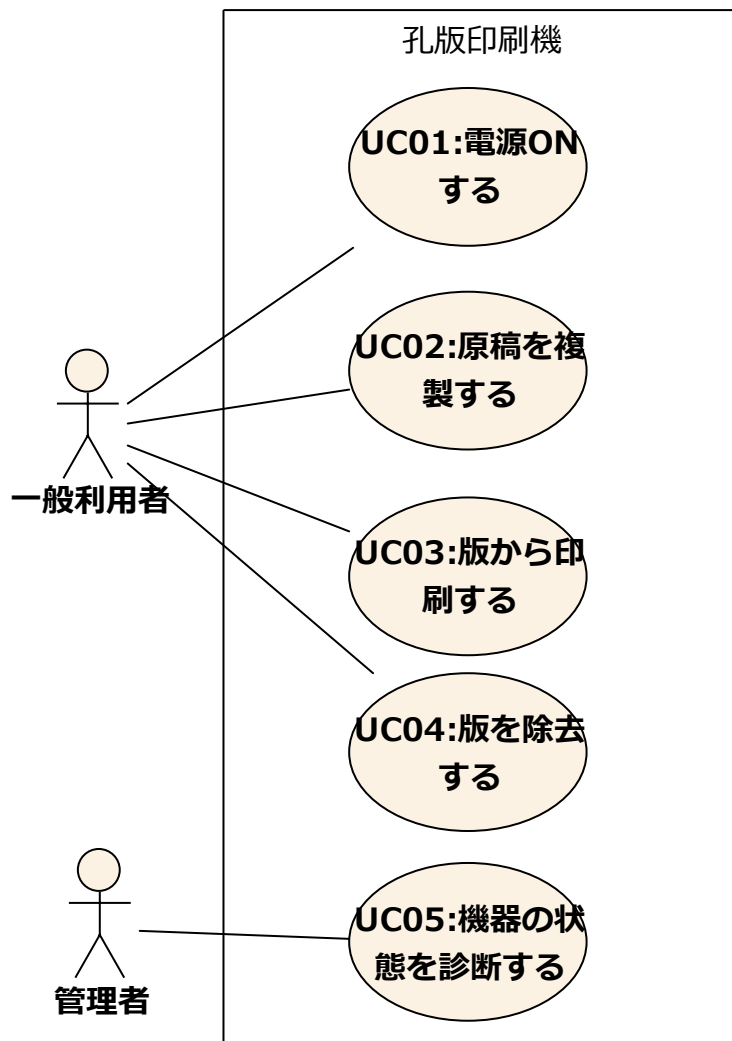 孔版印刷機
UC01:電源ON
する
UC02:原稿を複
製する
一般利用者
UC03:版から印
刷する
UC04:版を除去
する
UC05:機器の状
態を診断する
管理者